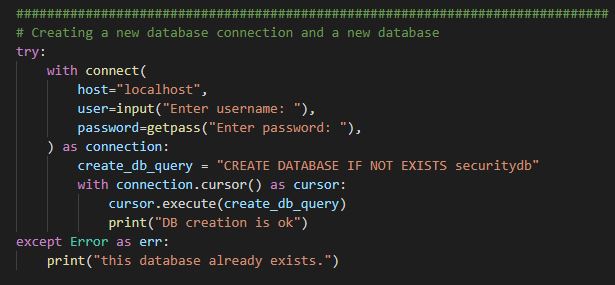 ##############################################################################
# Creating a new database connection and a new database
try:
    with connect(
        host="localhost",
        user=input("Enter username: "),
        password=getpass("Enter password: "),
    ) as connection:
        create_db_query = "CREATE DATABASE IF NOT EXISTS securitydb"
        with connection.cursor() as cursor:
            cursor.execute(create_db_query)
            print("DB creation is ok")
except Error as err:
    print("this database already exists.")